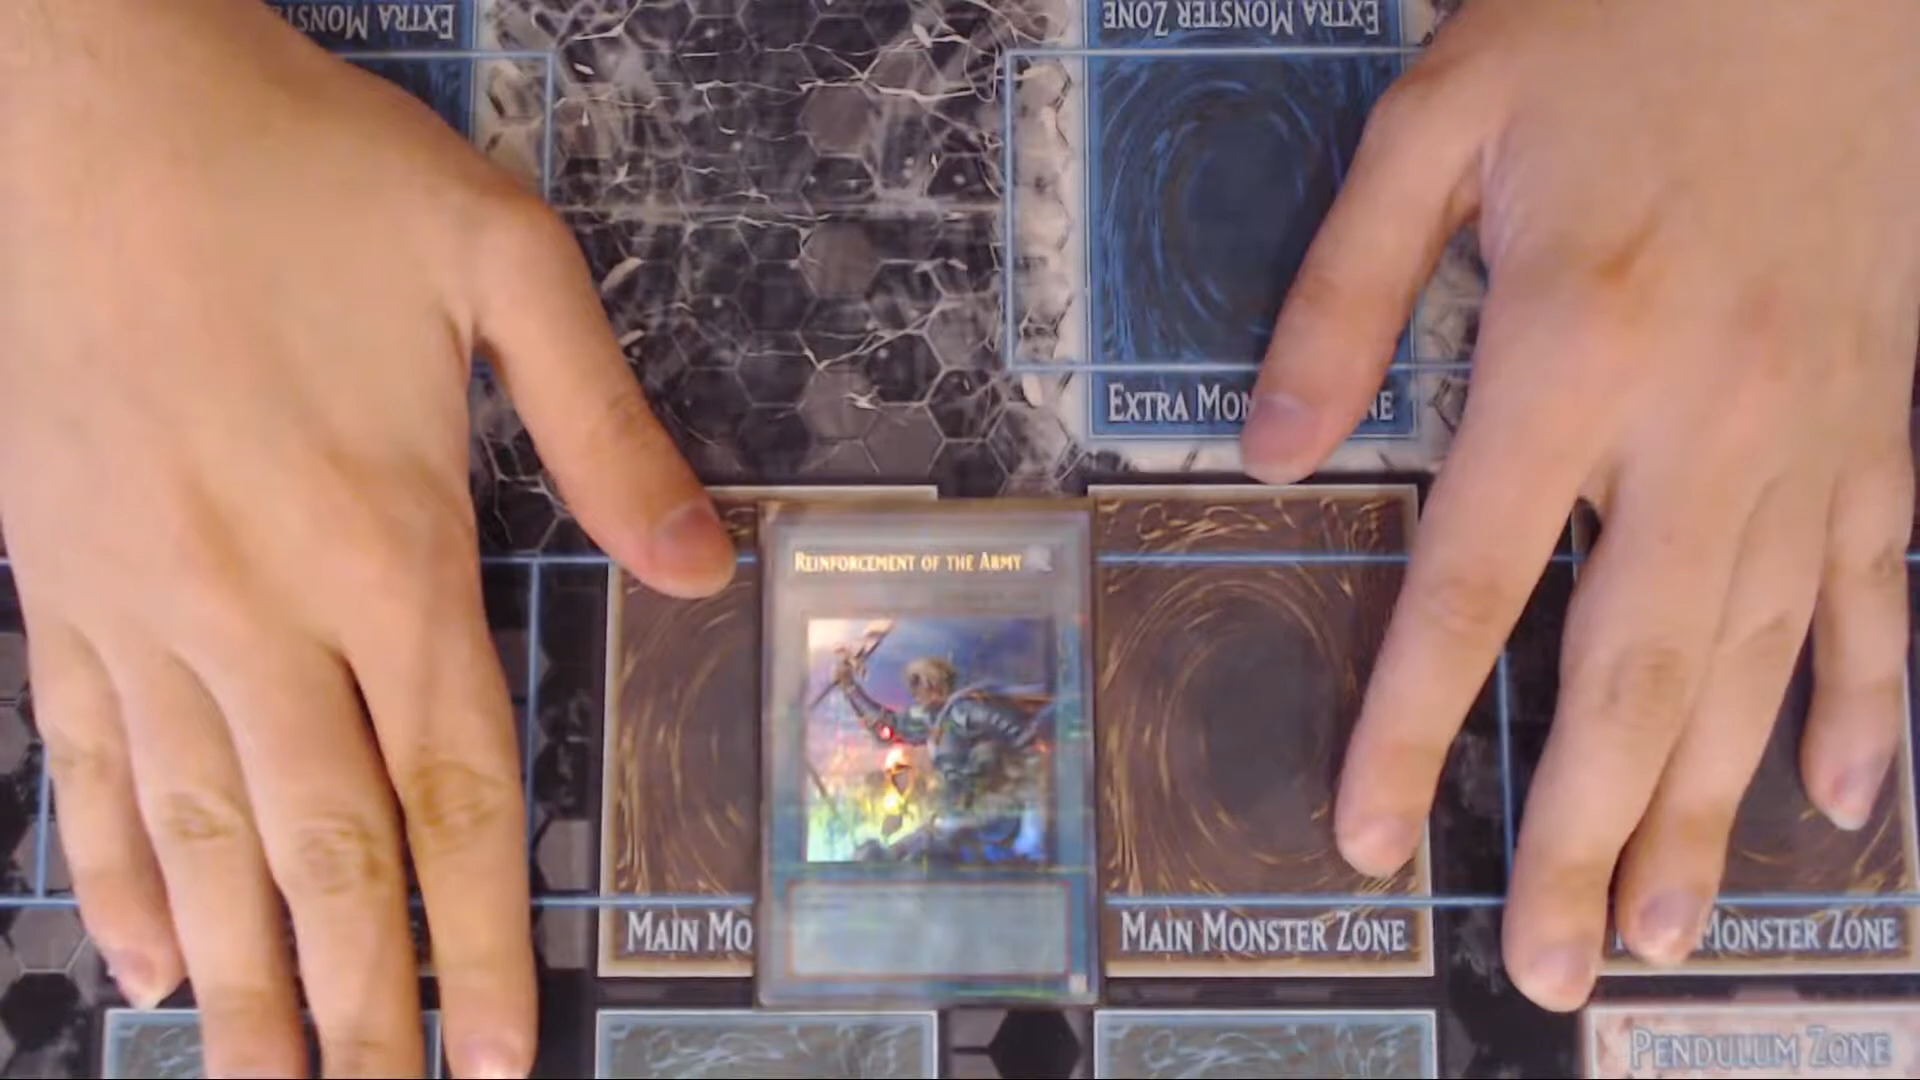 EXTRA MONSTER
EXTRA MONSTER ZONE
EXTRA MON NE
REINFORCEMENT OF THE ARMY
MAIN MO
MAIN MONSTER ZONE
MONSTER ZONE
PENDULUM ZONE